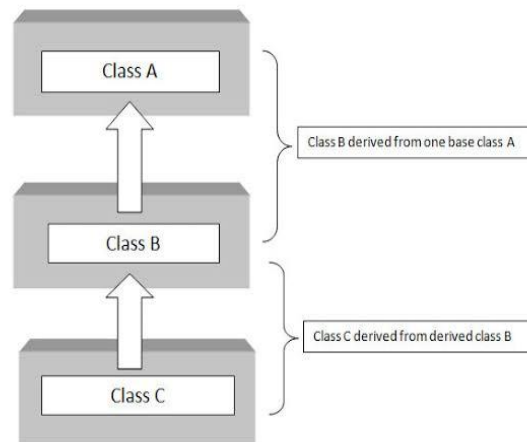 Class A
Class B derived from one base class A
Class B
Class C derived from derived class B
Class C